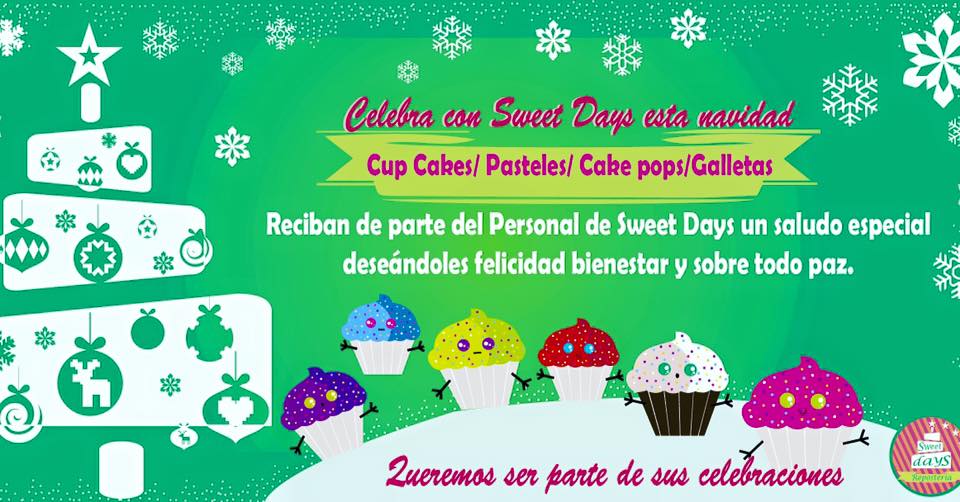 Celebra con Sweet Days esta navidad
Cup Cakes/ Pasteles/ Cake pops/Galletas
Reciban de parte del Personal de Sweet Days un saludo especial
deseándoles felicidad bienestar y sobre todo paz.
Queremos ser parte de sus celebraciones
Sweet
days
Repostería